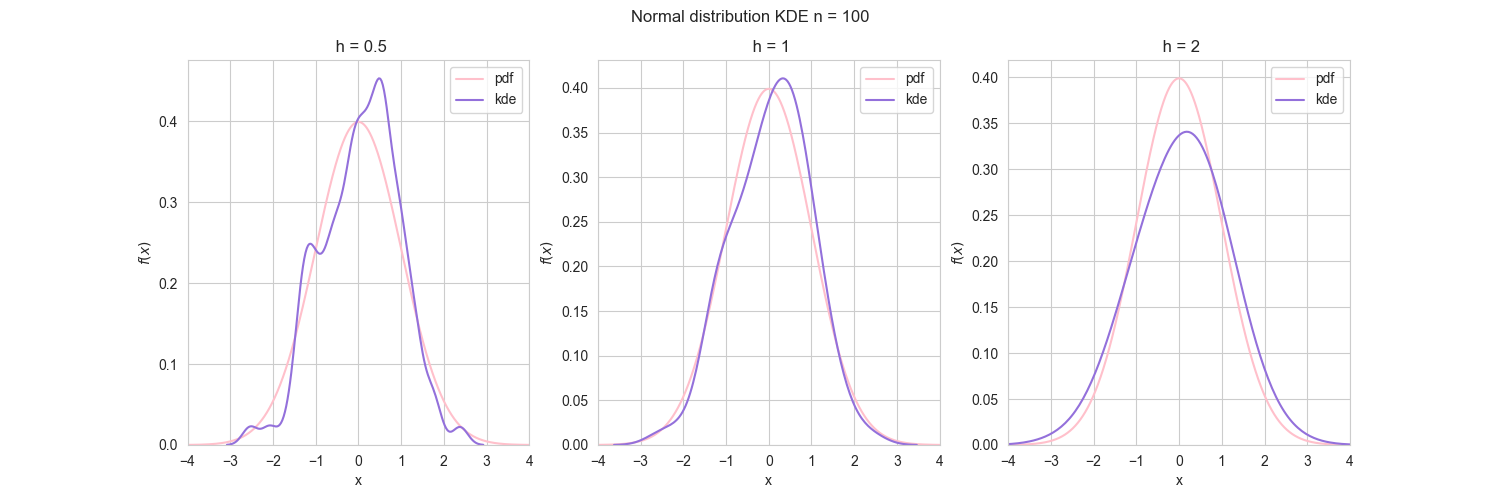 Normal distribution KDE n = 100
h = 0.5
pdf
kde
f(x)
0.4
0.3
0.2
0.1
0.0
−4 −3 −2 −1 0 1 2 3 4
x
h = 1
pdf
kde
f(x)
0.40
0.35
0.30
0.25
0.20
0.15
0.10
0.05
0.00
−4 −3 −2 −1 0 1 2 3 4
x
h = 2
pdf
kde
f(x)
0.40
0.35
0.30
0.25
0.20
0.15
0.10
0.05
0.00
−4 −3 −2 −1 0 1 2 3 4
x